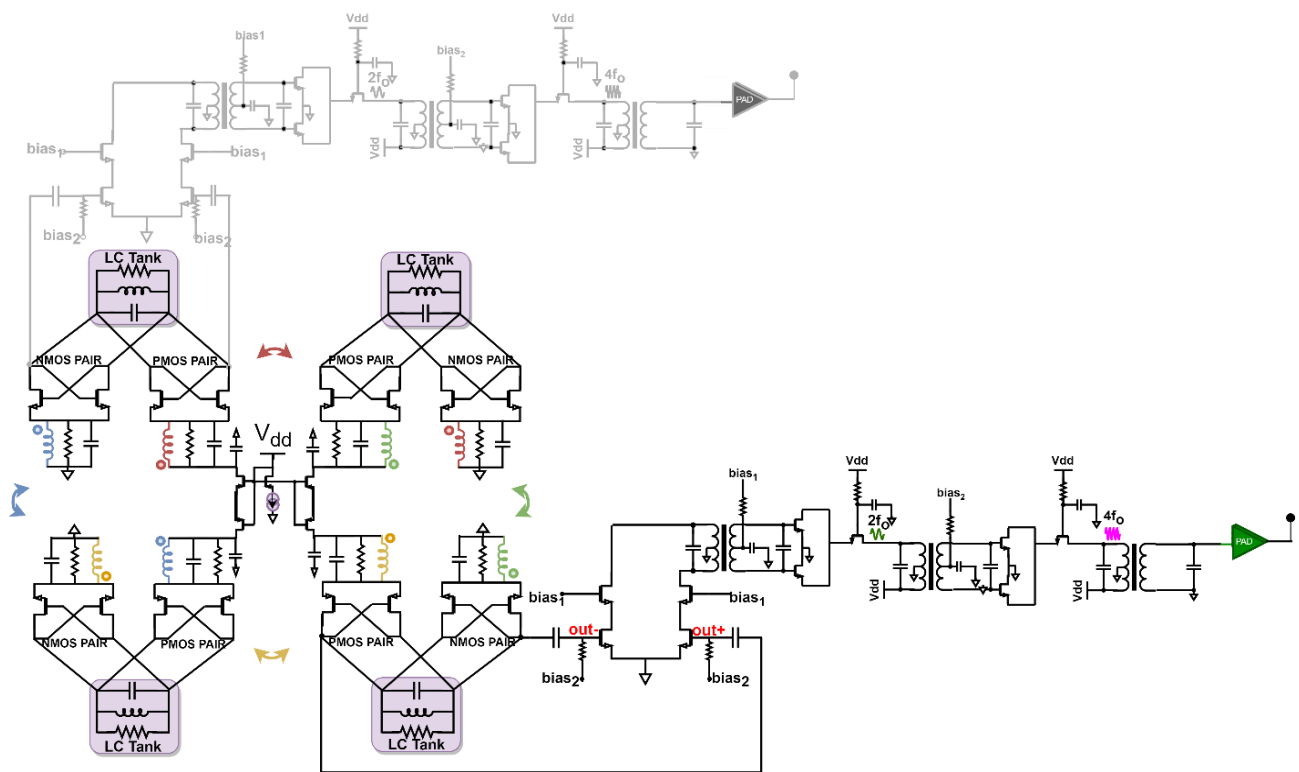 Vdd
Vdd
bias1
bias2
2fo
4fo
PAD
Vdd
Vdd
bias1
bias1
bias2
bias2
LC Tank
LC Tank
NMOS PAIR
PMOS PAIR
PMOS PAIR
NMOS PAIR
Vdd
bias1
Vdd
Vdd
bias2
2fo
4fo
PAD
Vdd
Vdd
bias1
bias1
out-
out+
NMOS PAIR
PMOS PAIR
PMOS PAIR
NMOS PAIR
bias2
bias2
LC Tank
LC Tank